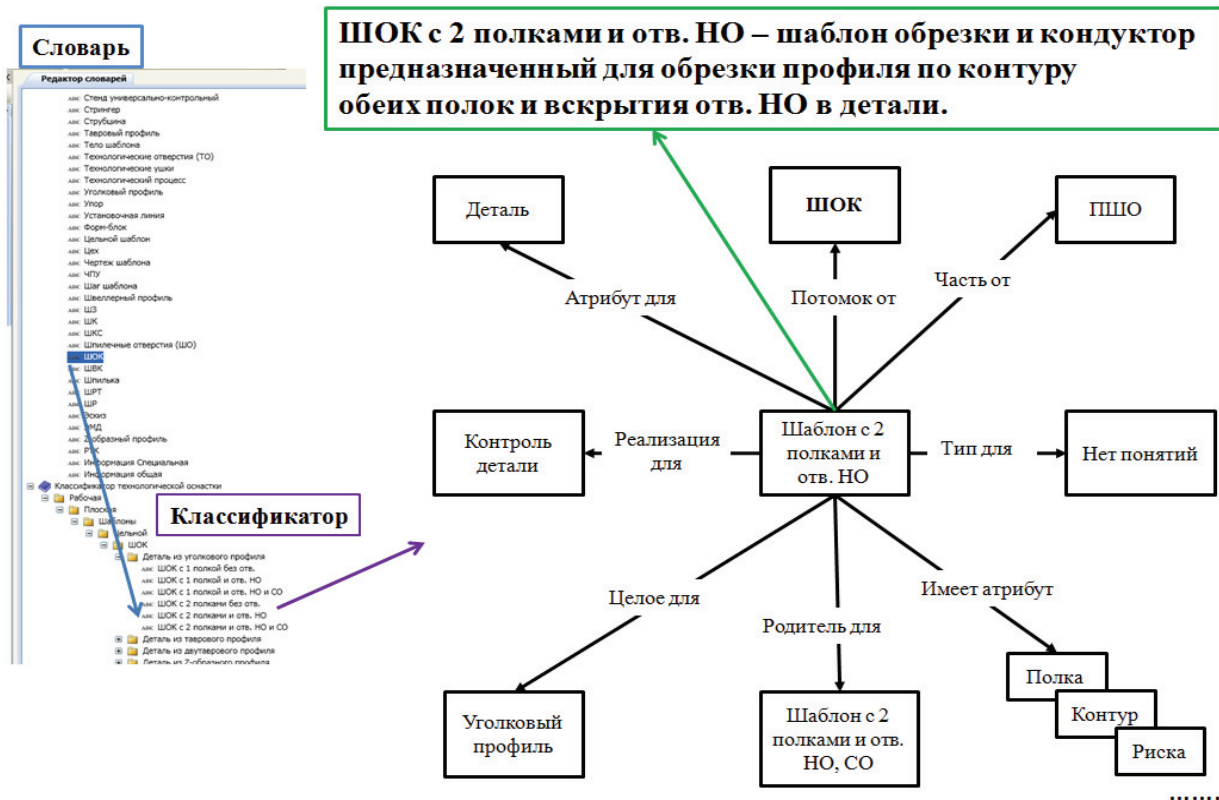 Словарь
Редактор словарей
Стенд универсально-контрольный
Стрингер
Струбцина
Тавровый профиль
Тело шаблона
Технологические отверстия (ТО)
Технологические ушки
Технологический процесс
Уголковый профиль
Упор
Установочная линия
Форм-блок
Цельной шаблон
Цех
Чертеж шаблона
ЧПУ
Шаг шаблона
Швеллерный профиль
ШЗ
ШК
ШКС
Шпилечные отверстия (ШО)
ШОК
ШВК
Шпилька
ШРТ
ШР
Эскиз
Z-образный профиль
Информация Специальная
Информация общая
Классификатор технологической оснастки
Рабочая
Плоская
Шаблоны
Цельной
ШОК
Деталь из уголкового профиля
ШОК с 1 полкой без отв.
ШОК с 1 полкой и отв. НО
ШОК с 1 полкой и отв. НО и СО
ШОК с 2 полками без отв.
ШОК с 2 полками и отв. НО
ШОК с 2 полками и отв. НО и СО
Деталь из таврового профиля
Деталь из двутаврового профиля
Деталь из Z-образного профиля
Классификатор
ШОК с 2 полками и отв. НО – шаблон обрезки и кондуктор
предназначенный для обрезки профиля по контуру
обеих полок и вскрытия отв. НО в детали.
Деталь
ШОК
ПШО
Атрибут для
Потомок от
Часть от
Контроль
детали
Реализация
для
Шаблон с 2
полками и
отв. НО
Тип для
Нет понятий
Целое для
Родитель для
Имеет атрибут
Уголковый
профиль
Шаблон с 2
полками и отв.
НО, СО
Полка
Контур
Риска
.......